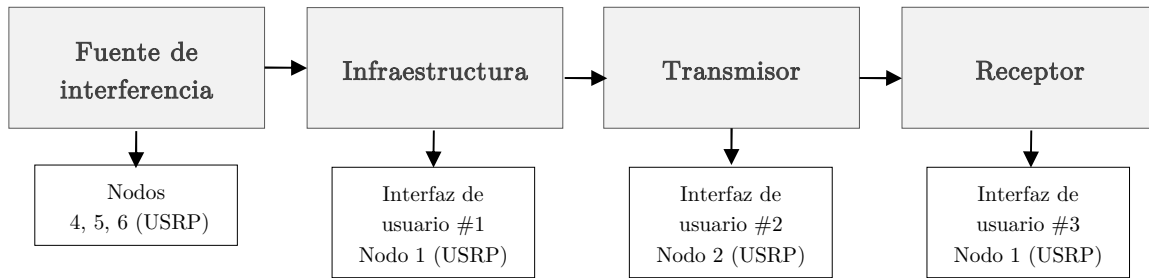 Fuente de
interferencia
Infraestructura
Transmisor
Receptor
Nodos
4, 5, 6 (USRP)
Interfaz de
usuario #1
Nodo 1 (USRP)
Interfaz de
usuario #2
Nodo 2 (USRP)
Interfaz de
usuario #3
Nodo 1 (USRP)